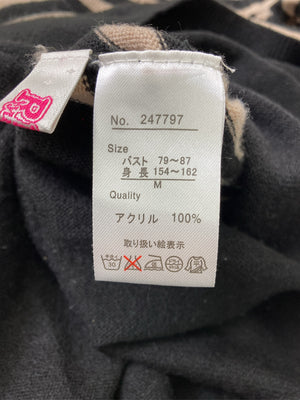 No. 247797
Size
バスト 79〜87
身長 154〜162
M
Quality
アクリル 100%
取り扱い絵表示
30